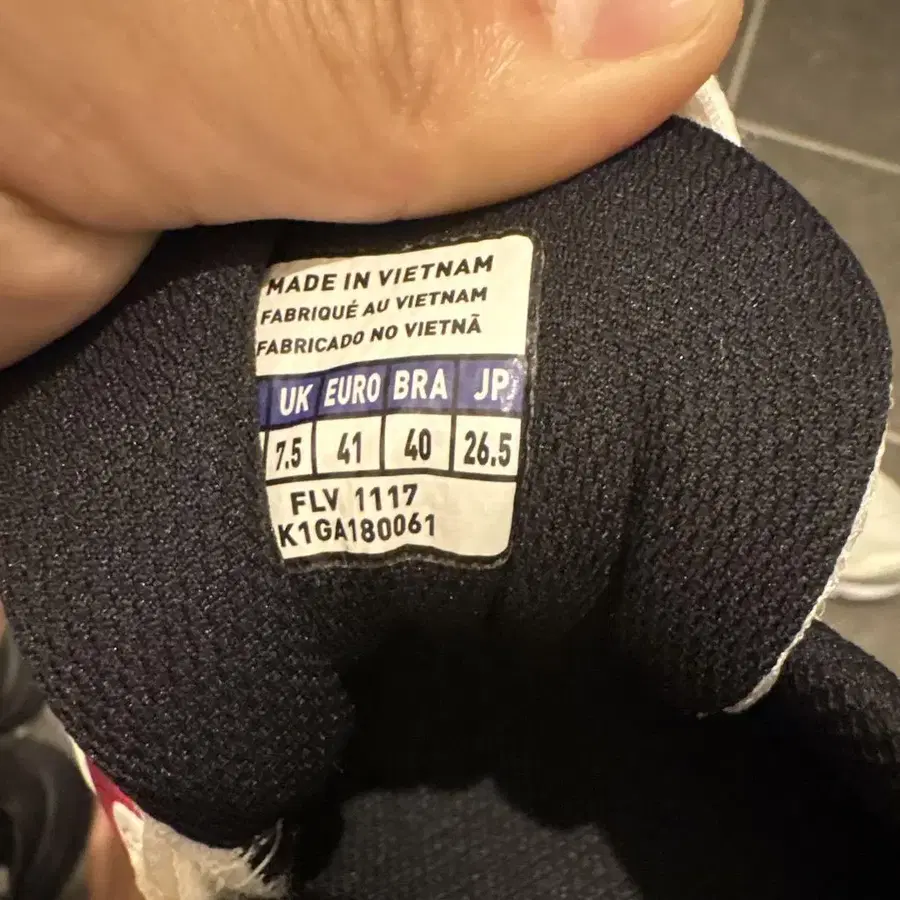 MADE IN VIETNAM
FABRIQUÉ AU VIETNAM
FABRICADO NO VIETNÃ
UK EURO BRA JP
7.5 41 40 26.5
FLV 1117
K1GA180061